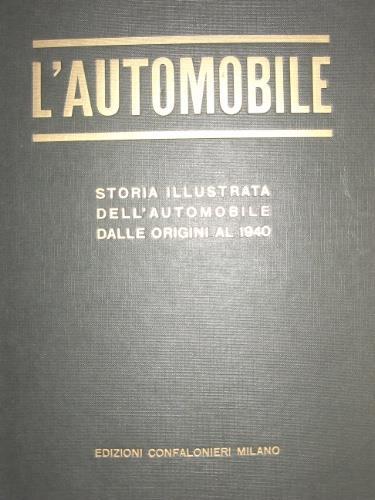 L'AUTOMOBILE
STORIA ILLUSTRATA
DELL'AUTOMOBILE
DALLE ORIGINI AL 1940
EDIZIONI CONFALONIERI MILANO